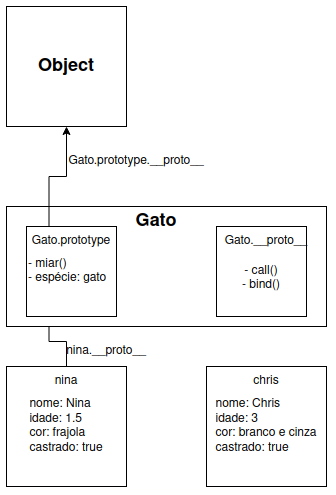 Object
Gato.prototype.__proto__
Gato
Gato.prototype
- miar()
- espécie: gato
Gato.__proto__
- call()
- bind()
nina.__proto__
nina
nome: Nina
idade: 1.5
cor: frajola
castrado: true
chris
nome: Chris
idade: 3
cor: branco e cinza
castrado: true